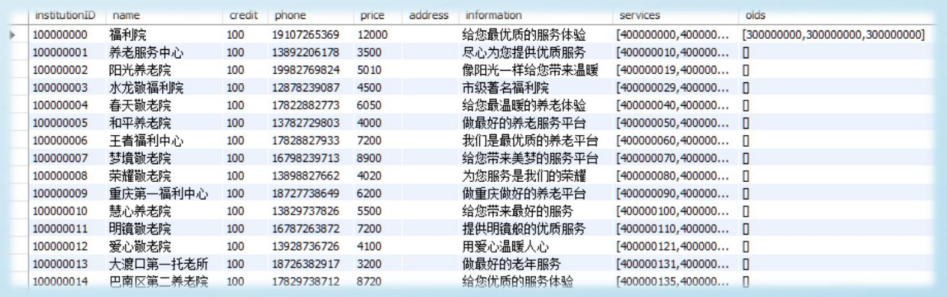 institutionID name credit phone price address information services olds
100000000 福利院 100 19107265369 12000 给您最优质的服务体验 [400000000,400000... [300000000,300000000,300000000]
100000001 养老服务中心 100 13892206178 3500 尽心为您提供优质服务 [400000010,400000... []
100000002 阳光养老院 100 19982769824 5010 像阳光一样给您带来温暖 [400000019,400000... []
100000003 水龙敬福利院 100 12878239087 4500 市级著名福利院 [400000029,400000... []
100000004 春天敬老院 100 17822882773 6050 给您最温暖的养老体验 [400000040,400000... []
100000005 和平养老院 100 13782729803 4000 做最好的养老服务平台 [400000050,400000... []
100000006 王者福利中心 100 17828827933 7200 我们是最优质的养老平台 [400000060,400000... []
100000007 梦境敬老院 100 16798239713 8900 给您带来美梦的服务平台 [400000070,400000... []
100000008 荣耀敬老院 100 13898827662 4020 为您服务是我们的荣耀 [400000080,400000... []
100000009 重庆第一福利中心 100 18727738649 6200 做重庆做好的养老平台 [400000090,400000... []
100000010 慧心养老院 100 13829737826 5500 给您带来最好的服务 [400000100,400000... []
100000011 明镜敬老院 100 16787263872 7200 提供明镜般的优质服务 [400000110,400000... []
100000012 爱心敬老院 100 13928736726 4100 用爱心温暖人心 [400000121,400000... []
100000013 大渡口第一托老所 100 18726382917 3200 做最好的老年服务 [400000131,400000... []
100000014 巴南区第二养老院 100 17829738712 8720 给您优质的服务体验 [400000135,400000... []